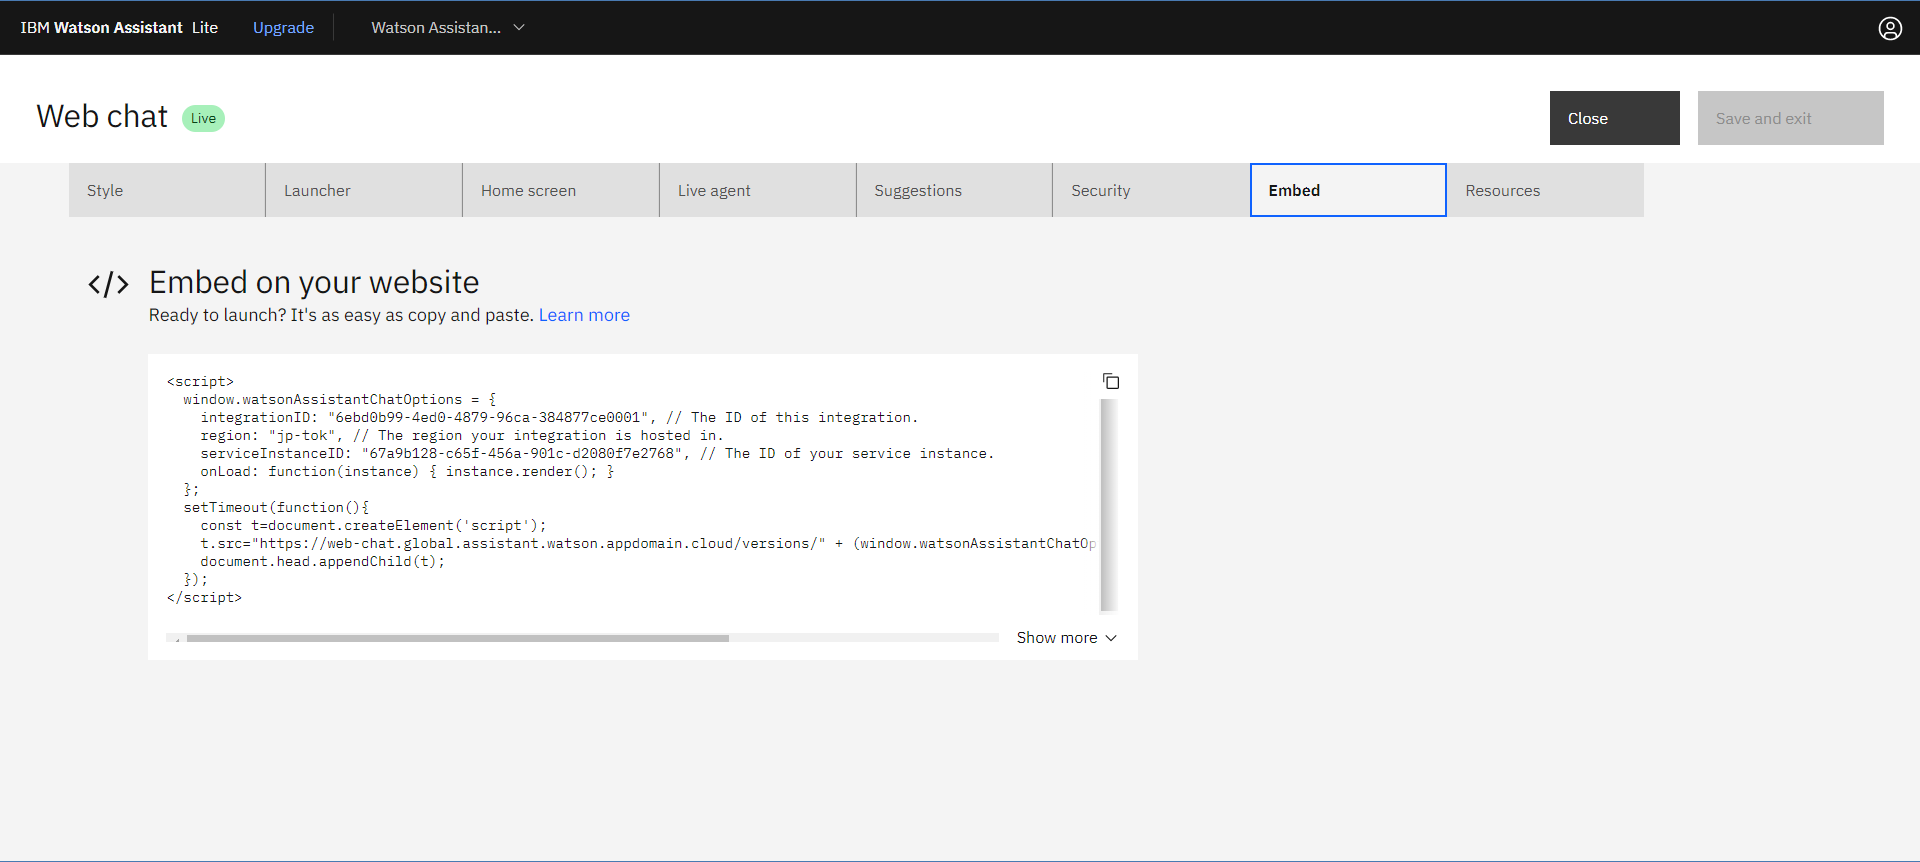 IBM Watson Assistant Lite Upgrade Watson Assistan...
Web chat Live Close Save and exit
Style Launcher Home screen Live agent Suggestions Security Embed Resources
</> Embed on your website
Ready to launch? It's as easy as copy and paste. Learn more
<script>
window.watsonAssistantChatOptions = {
integrationID: "6ebd0b99-4ed0-4879-96ca-384877ce0001", // The ID of this integration.
region: "jp-tok", // The region your integration is hosted in.
serviceInstanceID: "67a9b128-c65f-456a-901c-d2080f7e2768", // The ID of your service instance.
onLoad: function(instance) { instance.render(); }
};
setTimeout(function(){
const t=document.createElement('script');
t.src="https://web-chat.global.assistant.watson.appdomain.cloud/versions/" + (window.watsonAssistantChatOp
document.head.appendChild(t);
});
</script>
Show more